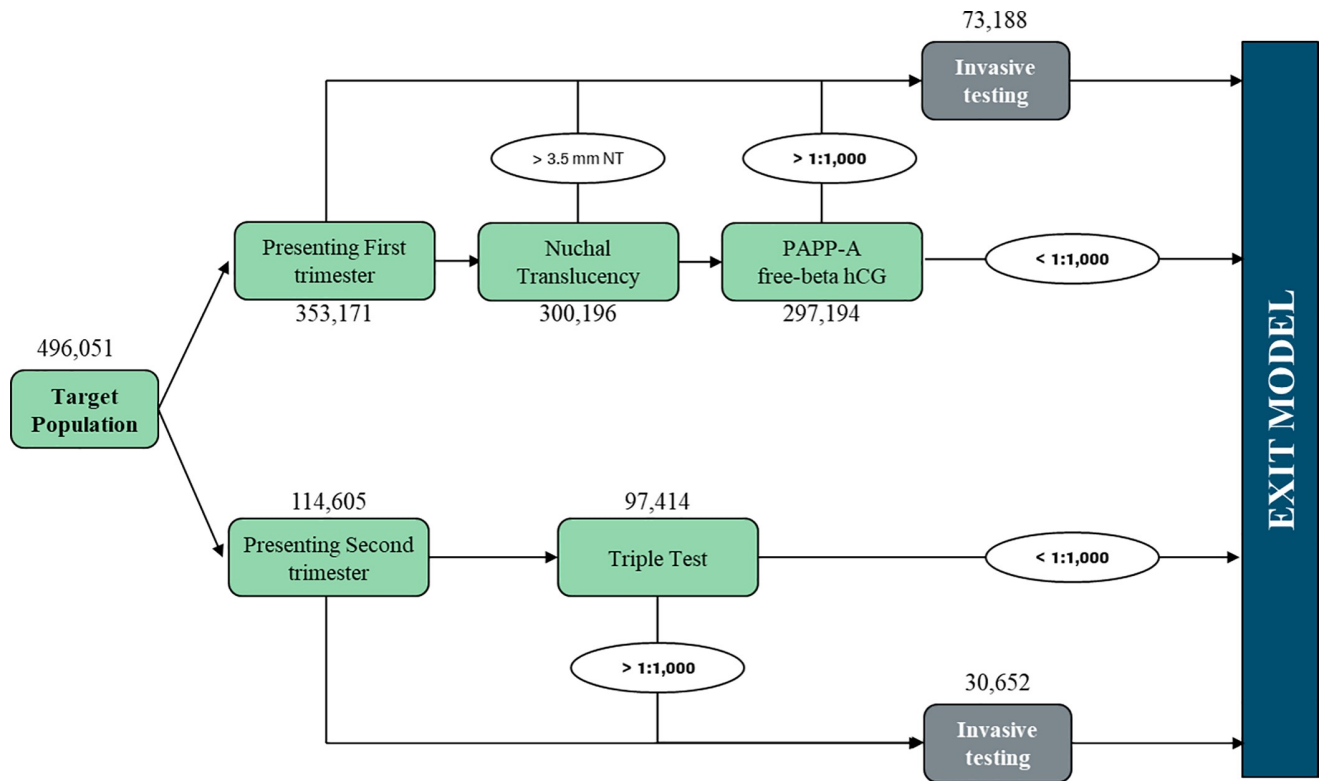 73,188
Invasive
testing
> 3.5 mm NT
> 1:1,000
Presenting First
trimester
353,171
Nuchal
Translucency
300,196
PAPP-A
free-beta hCG
297,194
< 1:1,000
496,051
Target
Population
114,605
Presenting Second
trimester
97,414
Triple Test
< 1:1,000
> 1:1,000
30,652
Invasive
testing
EXIT MODEL